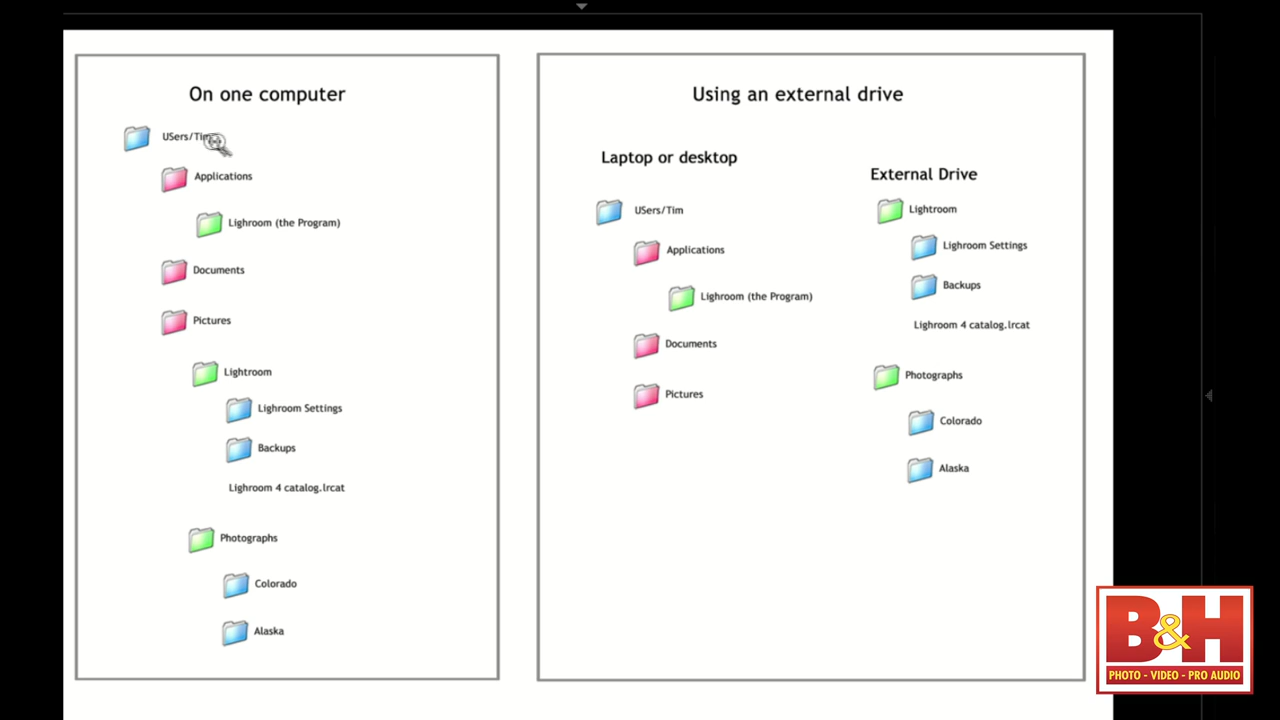 On one computer
USers/Tim
Applications
Lighroom (the Program)
Documents
Pictures
Lightroom
Lighroom Settings
Backups
Lighroom 4 catalog.lrcat
Photographs
Colorado
Alaska
Using an external drive
Laptop or desktop
USers/Tim
Applications
Lighroom (the Program)
Documents
Pictures
External Drive
Lightroom
Lighroom Settings
Backups
Lighroom 4 catalog.lrcat
Photographs
Colorado
Alaska
B&H
PHOTO - VIDEO - PRO AUDIO